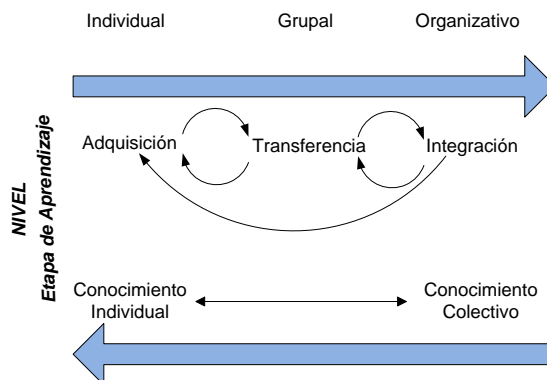 Individual Grupal Organizativo
Adquisición Transferencia Integración
NIVEL
Etapa de Aprendizaje
Conocimiento Individual
Conocimiento Colectivo